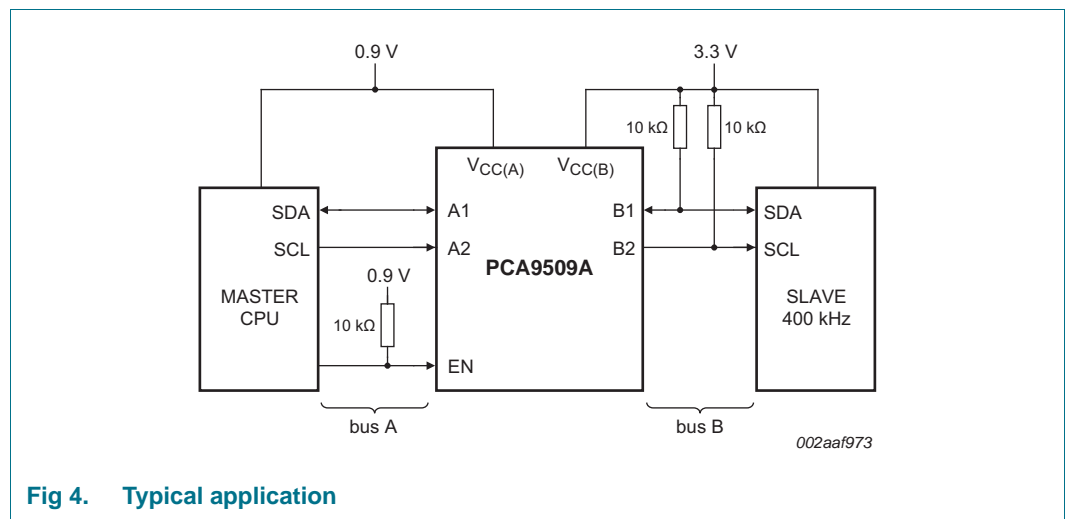 0.9 V
3.3 V
10 kΩ
10 kΩ
VCC(A)
VCC(B)
SDA
A1
B1
SDA
SCL
A2
B2
SCL
PCA9509A
0.9 V
MASTER
CPU
SLAVE
400 kHz
10 kΩ
EN
bus A
bus B
002aaf973
Fig 4. Typical application